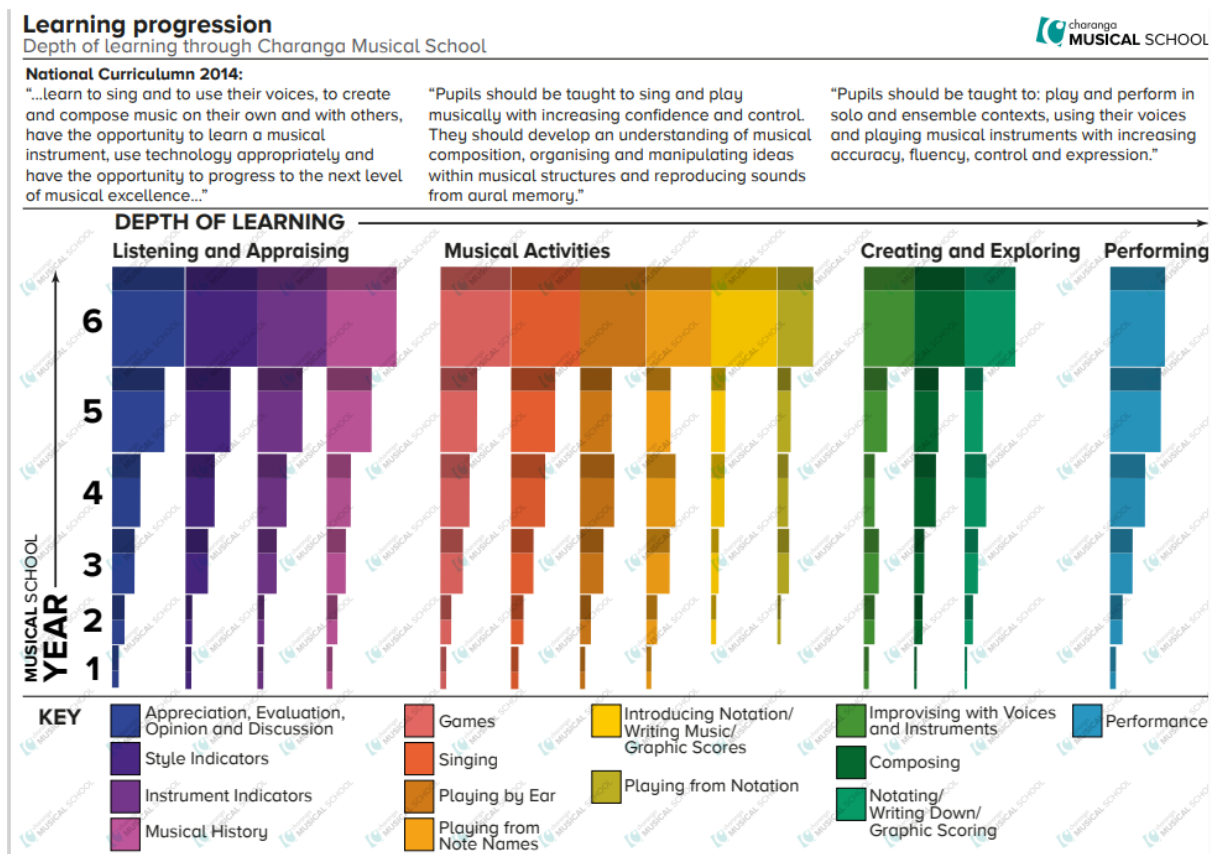 Learning progression
Depth of learning through Charanga Musical School
charanga
MUSICAL SCHOOL
National Curriculumn 2014:
“...learn to sing and to use their voices, to create
and compose music on their own and with others,
have the opportunity to learn a musical
instrument, use technology appropriately and
have the opportunity to progress to the next level
of musical excellence...”
“Pupils should be taught to sing and play
musically with increasing confidence and control.
They should develop an understanding of musical
composition, organising and manipulating ideas
within musical structures and reproducing sounds
from aural memory.”
“Pupils should be taught to: play and perform in
solo and ensemble contexts, using their voices
and playing musical instruments with increasing
accuracy, fluency, control and expression.”
DEPTH OF LEARNING
Listening and Appraising
Musical Activities
Creating and Exploring
Performing
6
5
4
3
2
1
MUSICAL SCHOOL
YEAR
KEY
Appreciation, Evaluation,
Opinion and Discussion
Style Indicators
Instrument Indicators
Musical History
Games
Singing
Playing by Ear
Playing from
Note Names
Introducing Notation/
Writing Music/
Graphic Scores
Playing from Notation
Improvising with Voices
and Instruments
Composing
Notating/
Writing Down/
Graphic Scoring
Performance